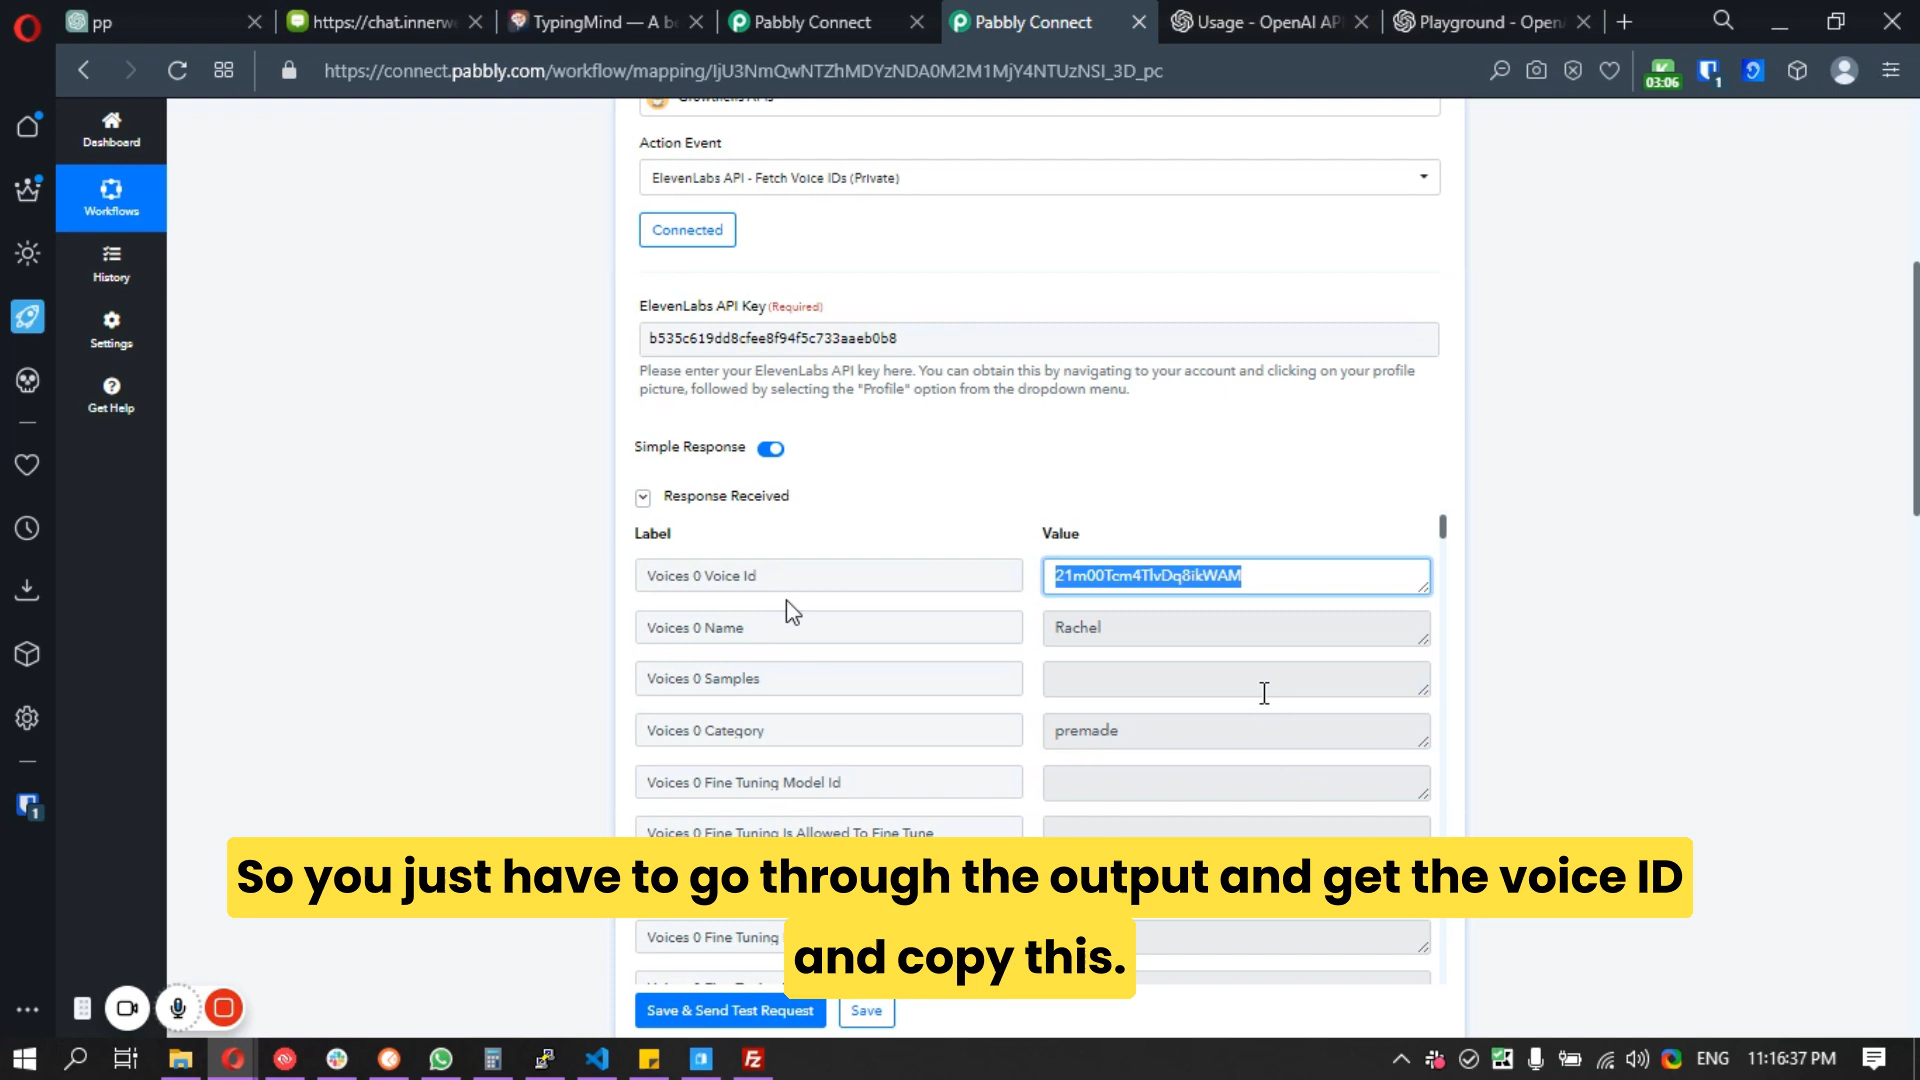 pp
https://chat.innerwe
TypingMind — A be
Pabbly Connect
Pabbly Connect
Usage - OpenAI API
Playground - Open
https://connect.pabbly.com/workflow/mapping/IjU3NmQwNTZhMDYzNDA0M2M1MjY4NTUzNSI_3D_pc
03:06
1
Dashboard
Workflows
History
Settings
Get Help
1
Action Event
ElevenLabs API - Fetch Voice IDs (Private)
Connected
ElevenLabs API Key (Required)
b535c619dd8cfee8f94f5c733aaeb0b8
Please enter your ElevenLabs API key here. You can obtain this by navigating to your account and clicking on your profile
picture, followed by selecting the "Profile" option from the dropdown menu.
Simple Response
Response Received
Label Value
Voices 0 Voice Id 21m00Tcm4TlvDq8ikWAM
Voices 0 Name Rachel
Voices 0 Samples
Voices 0 Category premade
Voices 0 Fine Tuning Model Id
Voices 0 Fine Tuning Is Allowed To Fine Tune
So you just have to go through the output and get the voice ID
and copy this.
Voices 0 Fine Tuning
Save & Send Test Request Save
ENG 11:16:37 PM